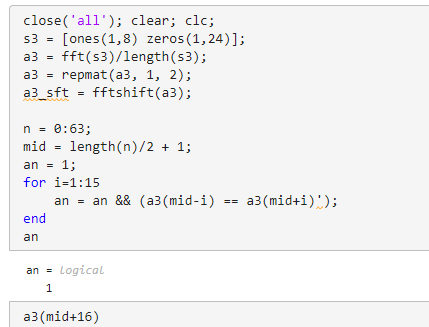 close('all'); clear; clc;
s3 = [ones(1,8) zeros(1,24)];
a3 = fft(s3)/length(s3);
a3 = repmat(a3, 1, 2);
a3_sft = fftshift(a3);
n = 0:63;
mid = length(n)/2 + 1;
an = 1;
for i=1:15
    an = an && (a3(mid-i) == a3(mid+i)');
end
an
an = Logical
1
a3(mid+16)